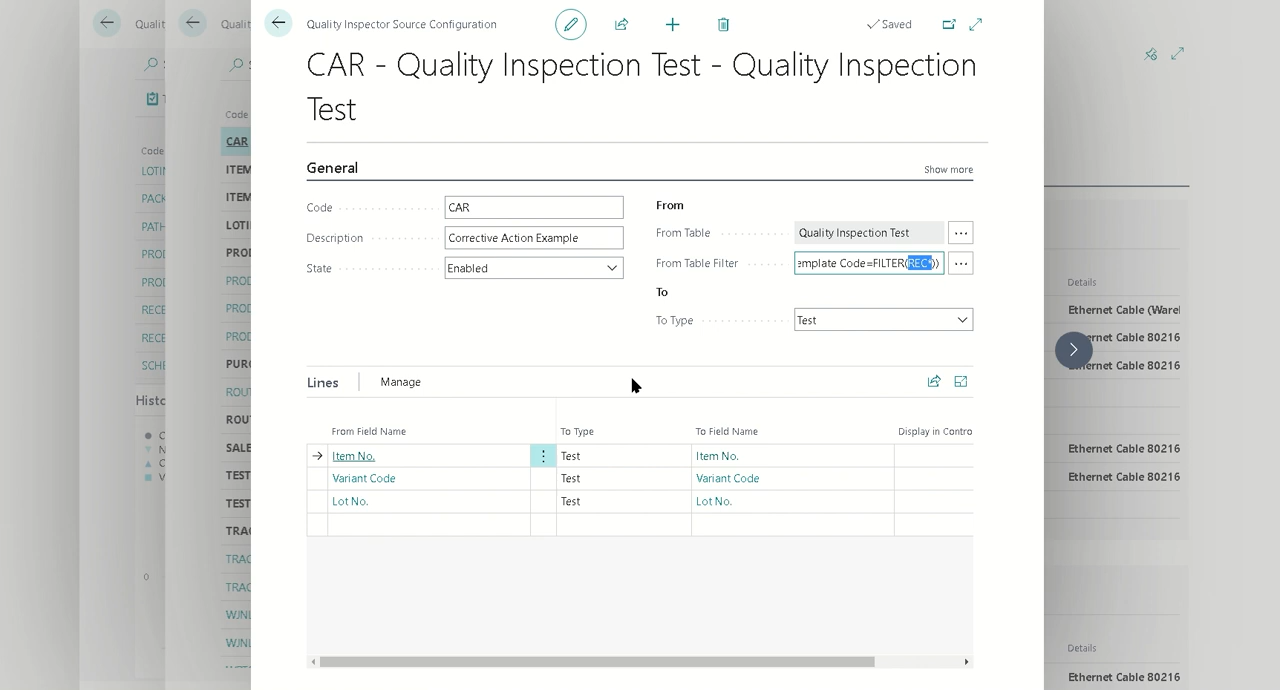 Qualit
Qualit
Quality Inspector Source Configuration
Saved
CAR - Quality Inspection Test - Quality Inspection
Test
General
Show more
Code
CAR
Description
Corrective Action Example
State
Enabled
From
From Table
Quality Inspection Test
From Table Filter
emplate Code=FILTER(REC*))
To
To Type
Test
Lines
Manage
From Field Name
To Type
To Field Name
Display in Contro
Item No.
Test
Item No.
Variant Code
Test
Variant Code
Lot No.
Test
Lot No.
Code
LOTIN
PACK
PATH
PROD
PROD
RECE
RECE
SCHE
Histo
0
Code
CAR
ITEM
ITEM
LOTI
PROD
PROD
PROD
PROD
PURC
ROUT
ROUT
SALE
TEST
TEST
TRAC
TRAC
TRAC
WJNL
WJNL
Details
Ethernet Cable (Wareh
ernet Cable 80216
Ethernet Cable 80216
Ethernet Cable 80216
Ethernet Cable 80216
Details
Ethernet Cable 80216